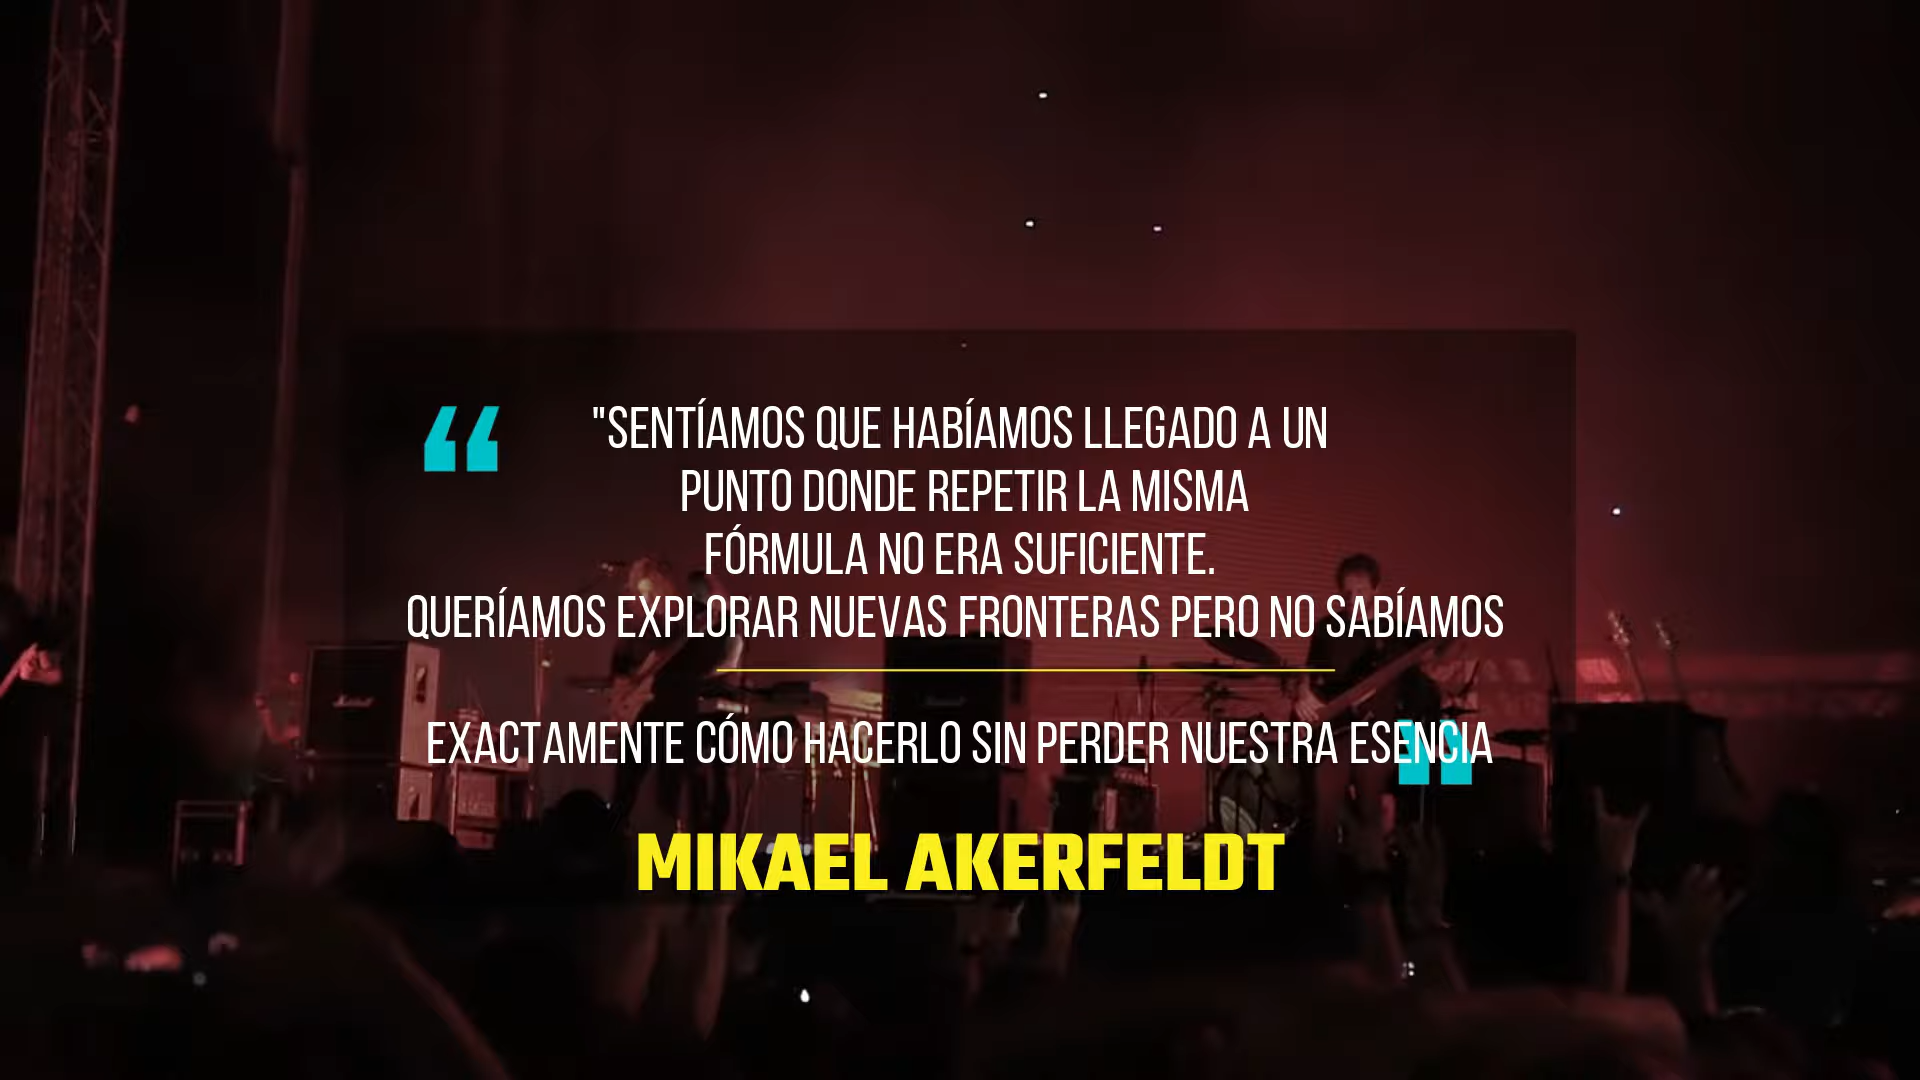 "SENTÍAMOS QUE HABÍAMOS LLEGADO A UN
PUNTO DONDE REPETIR LA MISMA
FÓRMULA NO ERA SUFICIENTE.
QUERÍAMOS EXPLORAR NUEVAS FRONTERAS PERO NO SABÍAMOS
EXACTAMENTE CÓMO HACERLO SIN PERDER NUESTRA ESENCIA
MIKAEL AKERFELDT